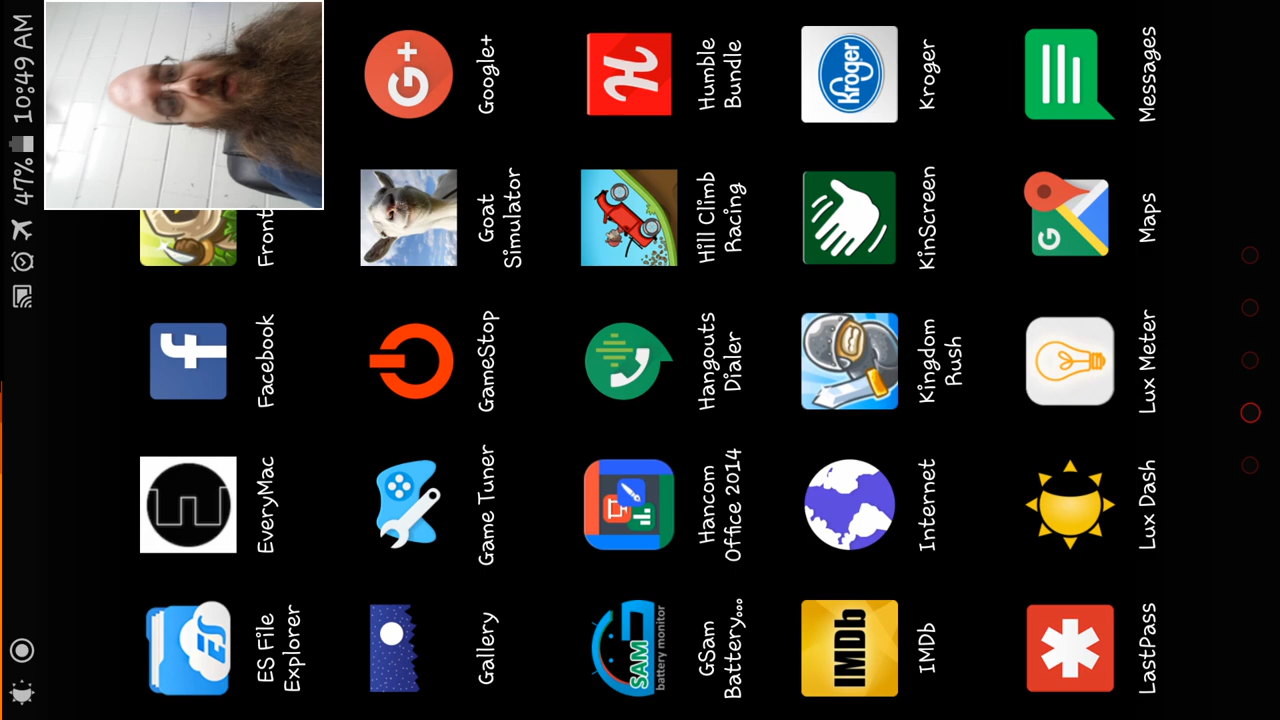 47% 10:49 AM
ES File
Explorer
EveryMac
Facebook
Front
Gallery
Game Tuner
GameStop
Goat
Simulator
G+
Google+
SAM
battery monitor
GSam
Battery...
Hancom
Office 2014
Hangouts
Dialer
Hill Climb
Racing
Humble
Bundle
IMDb
IMDb
Internet
Kingdom
Rush
KinScreen
Kroger
Kroger
LastPass
Lux Dash
Lux Meter
G
Maps
Messages
ES
f
H